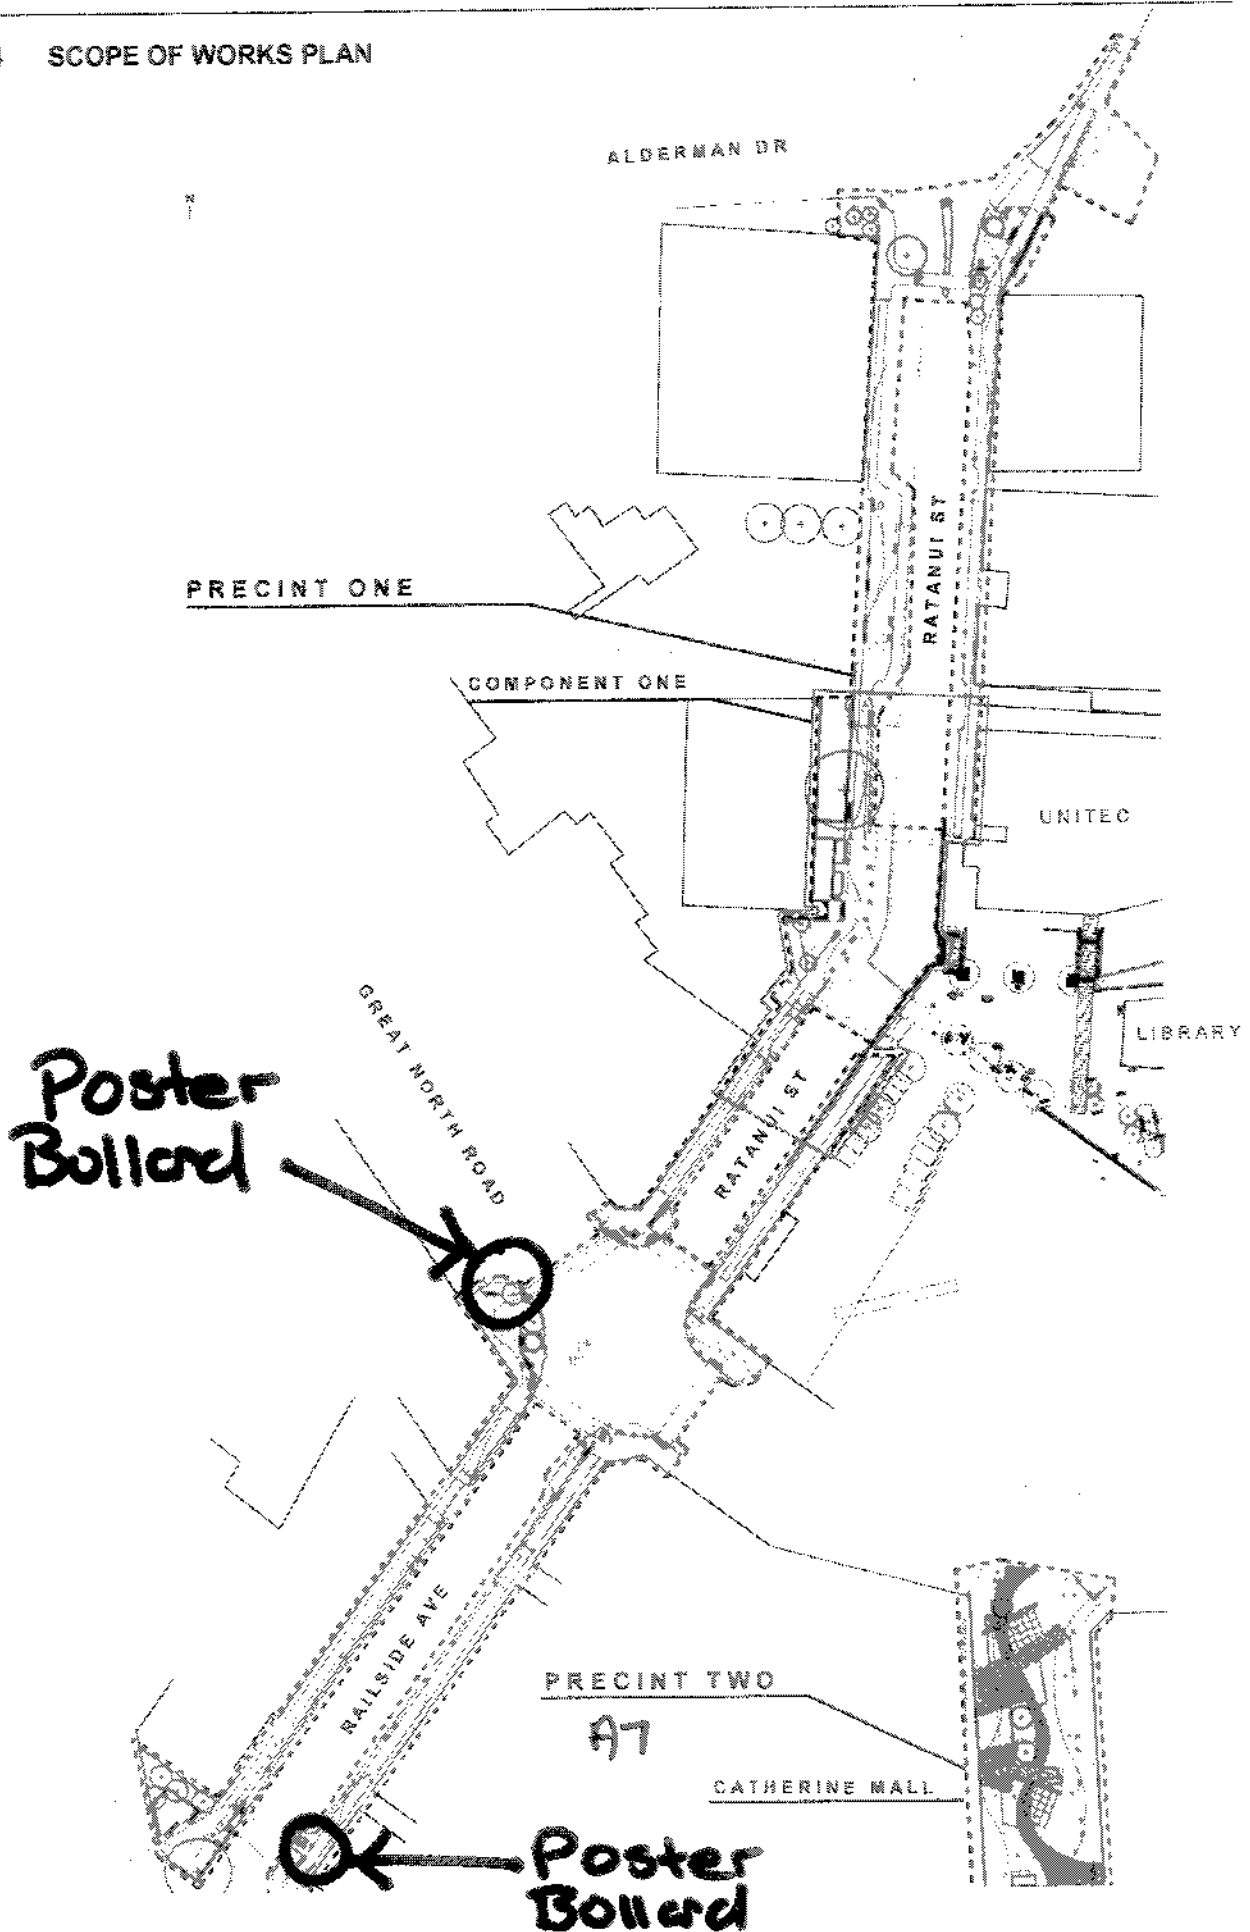 SCOPE OF WORKS PLAN
ALDERMAN DR
N
RATANUI ST
PRECINT ONE
COMPONENT ONE
UNITEC
LIBRARY
GREAT NORTH ROAD
Poster
Bollard
RATANUI ST
RAILSIDE AVE
PRECINT TWO
A7
CATHERINE MALL
Poster
Bollard